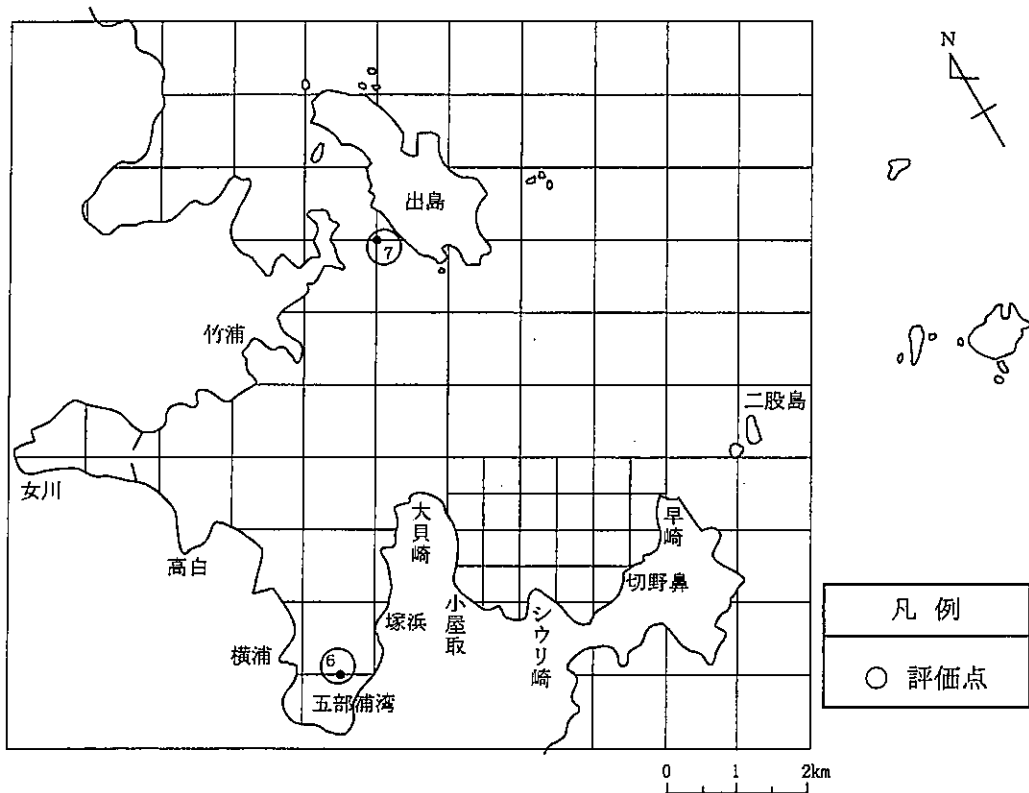 N
出島
7
竹浦
二股島
女川
大貝崎
早崎
高白
切野鼻
小屋取
シウリ崎
塚浜
横浦
6
五部浦湾
凡例
評価点
0 1 2km